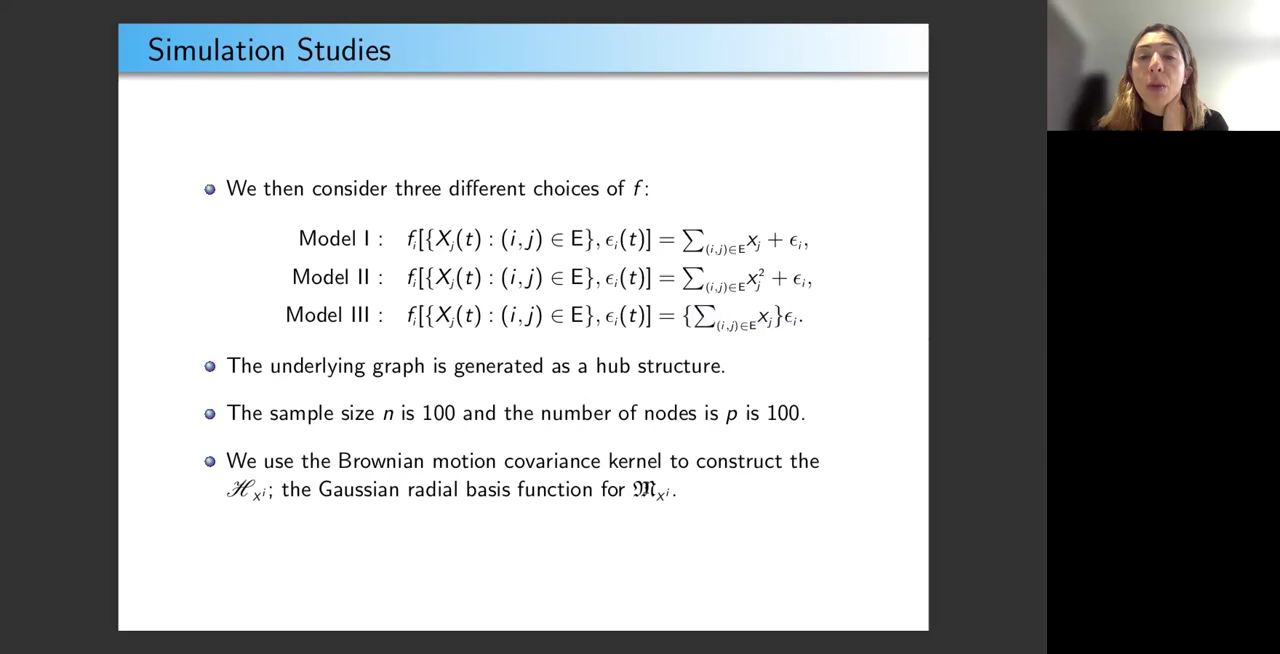 Simulation Studies
We then consider three different choices of f:
Model I : f_i[{X_j(t) : (i, j) ∈ E}, ϵ_i(t)] = ∑_{(i,j)∈E} x_j + ϵ_i,
Model II : f_i[{X_j(t) : (i, j) ∈ E}, ϵ_i(t)] = ∑_{(i,j)∈E} x_j^2 + ϵ_i,
Model III : f_i[{X_j(t) : (i, j) ∈ E}, ϵ_i(t)] = {∑_{(i,j)∈E} x_j}ϵ_i.
The underlying graph is generated as a hub structure.
The sample size n is 100 and the number of nodes is p is 100.
We use the Brownian motion covariance kernel to construct the
ℋ_{X^i}; the Gaussian radial basis function for 𝔐_{X^i}.